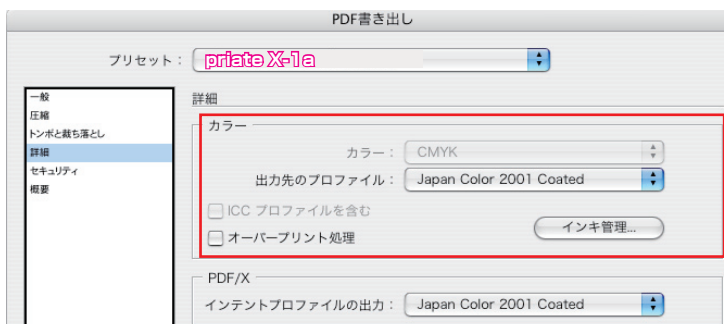 PDF書き出し
プリセット： priate X-1a
一般
圧縮
トンボと裁ち落とし
詳細
セキュリティ
概要
詳細
カラー
カラー： CMYK
出力先のプロファイル： Japan Color 2001 Coated
ICC プロファイルを含む
オーバープリント処理
インキ管理...
PDF/X
インテントプロファイルの出力： Japan Color 2001 Coated